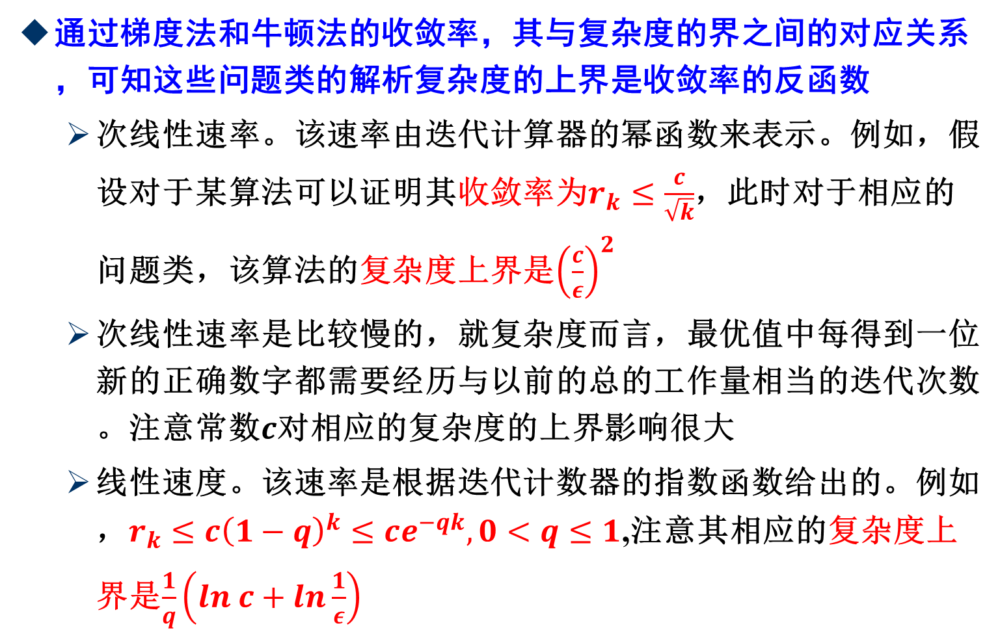 ◆通过梯度法和牛顿法的收敛率，其与复杂度的界之间的对应关系
，可知这些问题类的解析复杂度的上界是收敛率的反函数
➢次线性速率。该速率由迭代计算器的幂函数来表示。例如，假
设对于某算法可以证明其收敛率为$r_k \leq \frac{c}{\sqrt{k}}$，此时对于相应的
问题类，该算法的复杂度上界是$\left(\frac{c}{\epsilon}\right)^2$
➢次线性速率是比较慢的，就复杂度而言，最优值中每得到一位
新的正确数字都需要经历与以前的总的工作量相当的迭代次数
。注意常数c对相应的复杂度的上界影响很大
➢线性速度。该速率是根据迭代计数器的指数函数给出的。例如
，$r_k \leq c(1-q)^k \leq ce^{-qk}, 0 < q \leq 1$,注意其相应的复杂度上
界是$\frac{1}{q}\left(ln\, c + ln\frac{1}{\epsilon}\right)$